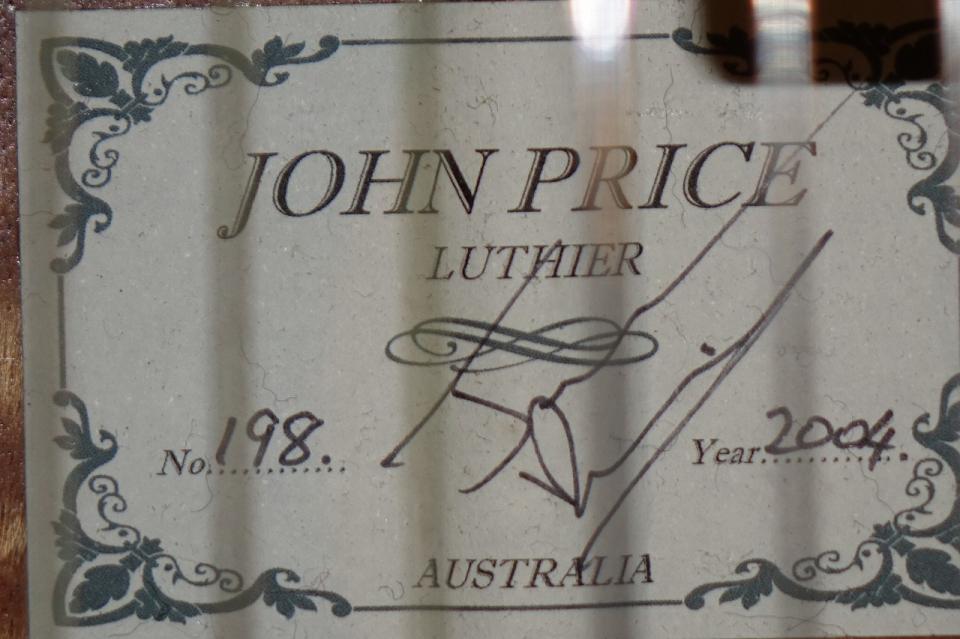 JOHN PRICE
LUTHIER
No. 198. Year 2004.
AUSTRALIA